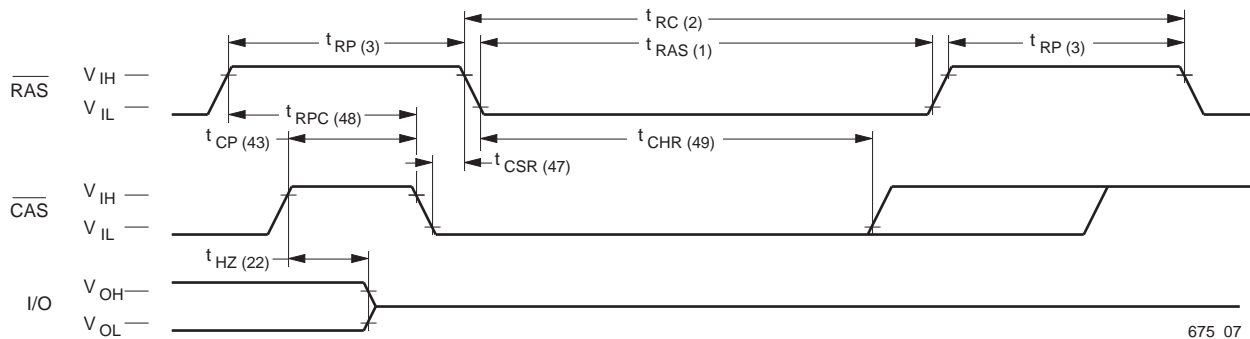 t RC (2)
t RP (3)
t RAS (1)
t RP (3)
RAS
V IH
V IL
t RPC (48)
t CP (43)
t CHR (49)
t CSR (47)
CAS
V IH
V IL
t HZ (22)
I/O
V OH
V OL
675 07